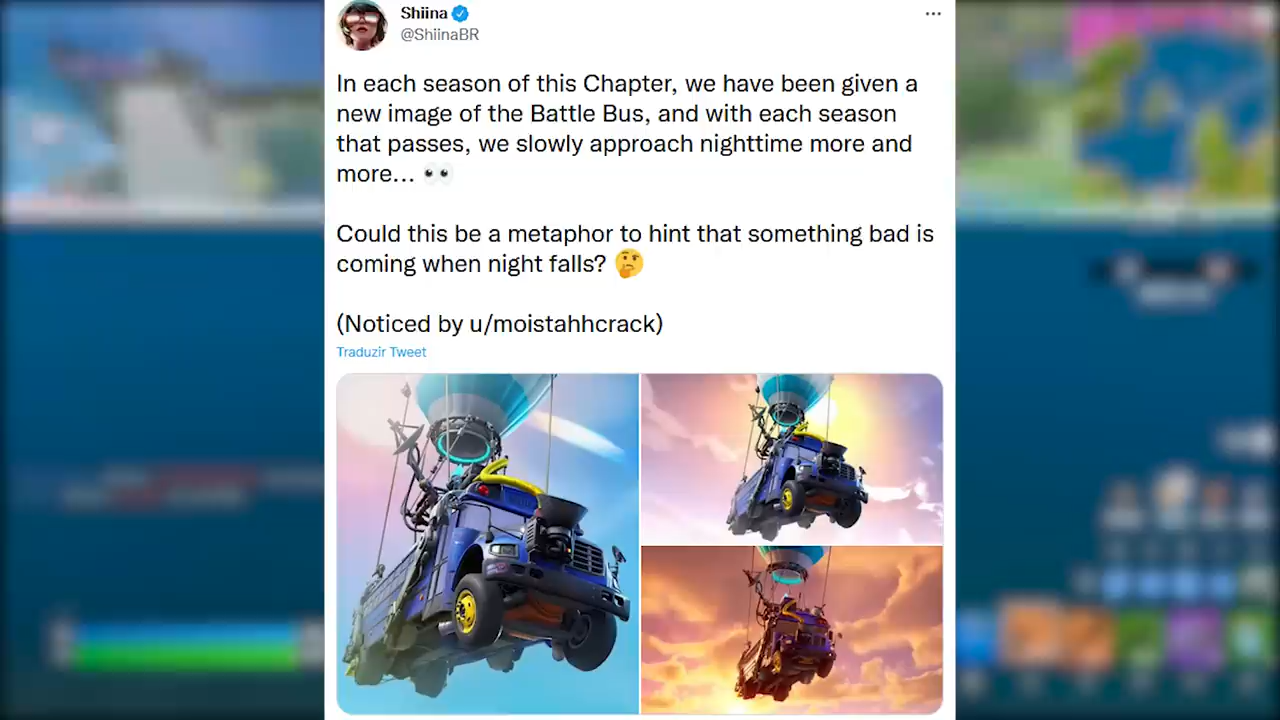 Shiina
@ShiinaBR
In each season of this Chapter, we have been given a
new image of the Battle Bus, and with each season
that passes, we slowly approach nighttime more and
more... 👀
Could this be a metaphor to hint that something bad is
coming when night falls? 🤔
(Noticed by u/moistahhcrack)
Traduzir Tweet